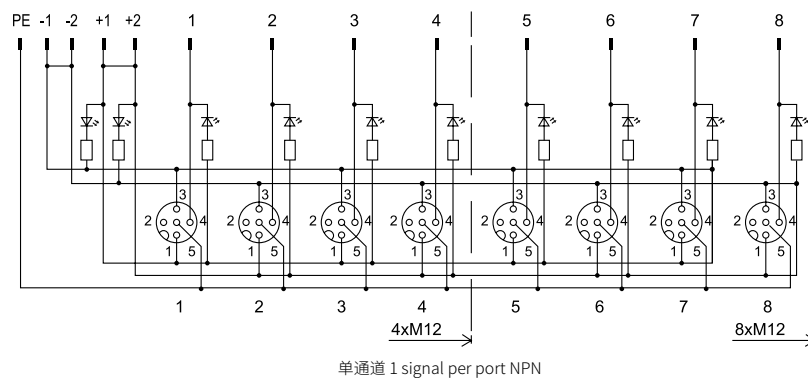 PE -1 -2 +1 +2 1 2 3 4 5 6 7 8
3 3 3 3 3 3 3 3
2 4 2 4 2 4 2 4 2 4 2 4 2 4 2 4
1 5 1 5 1 5 1 5 1 5 1 5 1 5 1 5
1 2 3 4 5 6 7 8
4xM12 8xM12
单通道 1 signal per port NPN